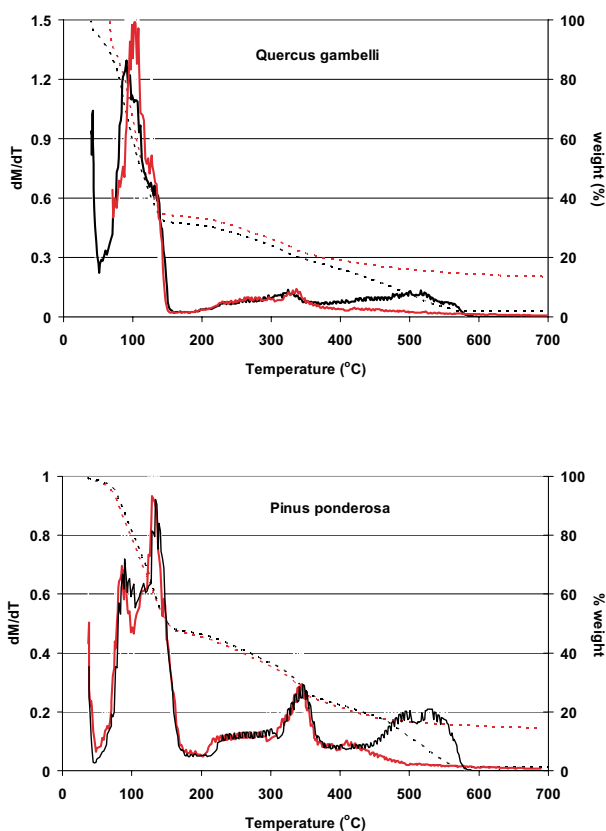 Quercus gambelli
dM/dT
1.5
1.2
0.9
0.6
0.3
0
weight (%)
100
80
60
40
20
0
0 100 200 300 400 500 600 700
Temperature (°C)
Pinus ponderosa
dM/dT
1
0.8
0.6
0.4
0.2
0
% weight
100
80
60
40
20
0
0 100 200 300 400 500 600 700
Temperature (°C)